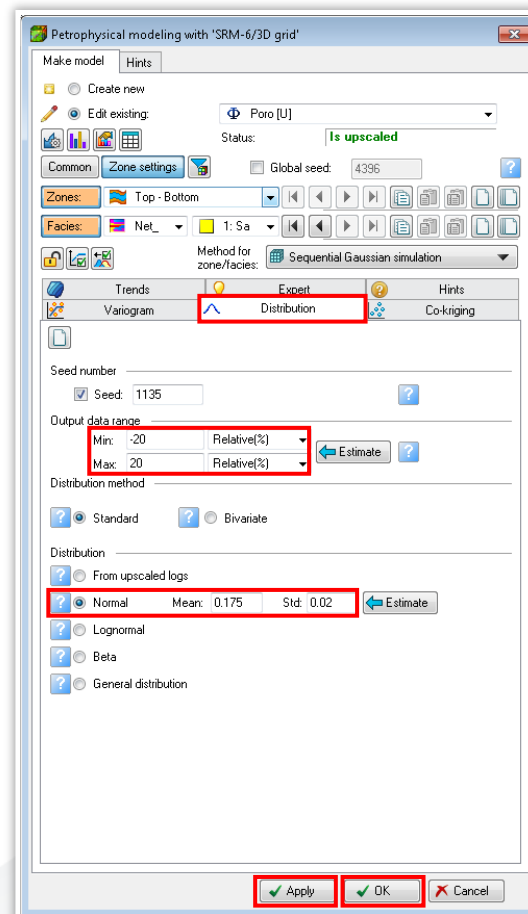 Petrophysical modeling with 'SRM-6/3D grid'
Make model Hints
Create new
Edit existing: Poro [U]
Status: Is upscaled
Common Zone settings Global seed: 4396
Zones: Top - Bottom
Facies: Net_ 1: Sa
Method for zone/facies: Sequential Gaussian simulation
Trends Expert Hints
Variogram Distribution Co-kriging
Seed number
Seed: 1135
Output data range
Min: -20 Relative(%)
Estimate
Max: 20 Relative(%)
Distribution method
Standard Bivariate
Distribution
From upscaled logs
Normal Mean: 0.175 Std: 0.02 Estimate
Lognormal
Beta
General distribution
Apply OK Cancel